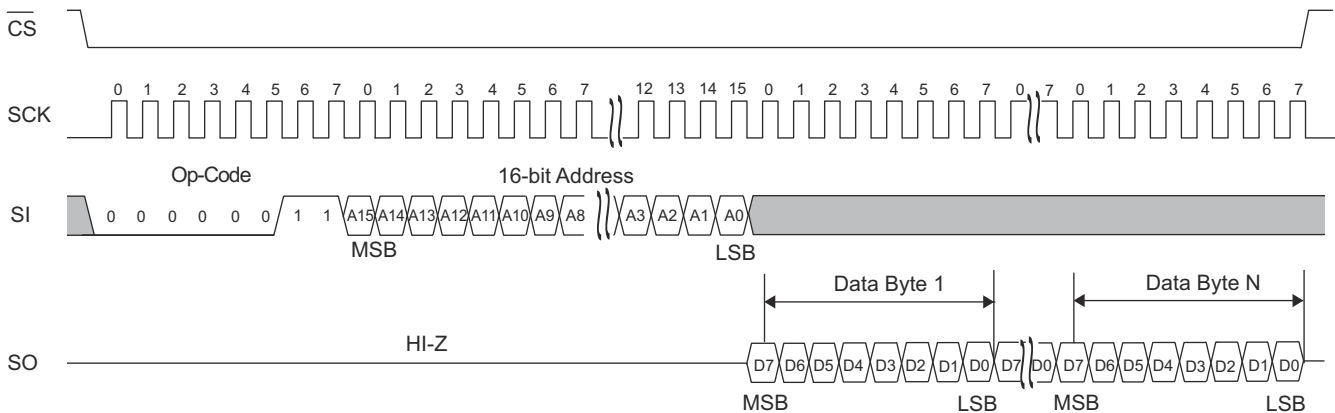 CS
0 1 2 3 4 5 6 7 0 1 2 3 4 5 6 7 12 13 14 15 0 1 2 3 4 5 6 7 0 7 0 1 2 3 4 5 6 7
SCK
Op-Code 16-bit Address
SI 0 0 0 0 0 0 1 1 A15 A14 A13 A12 A11 A10 A9 A8 A3 A2 A1 A0
MSB LSB
Data Byte 1 Data Byte N
HI-Z
SO D7 D6 D5 D4 D3 D2 D1 D0 D7 D0 D7 D6 D5 D4 D3 D2 D1 D0
MSB LSB MSB LSB